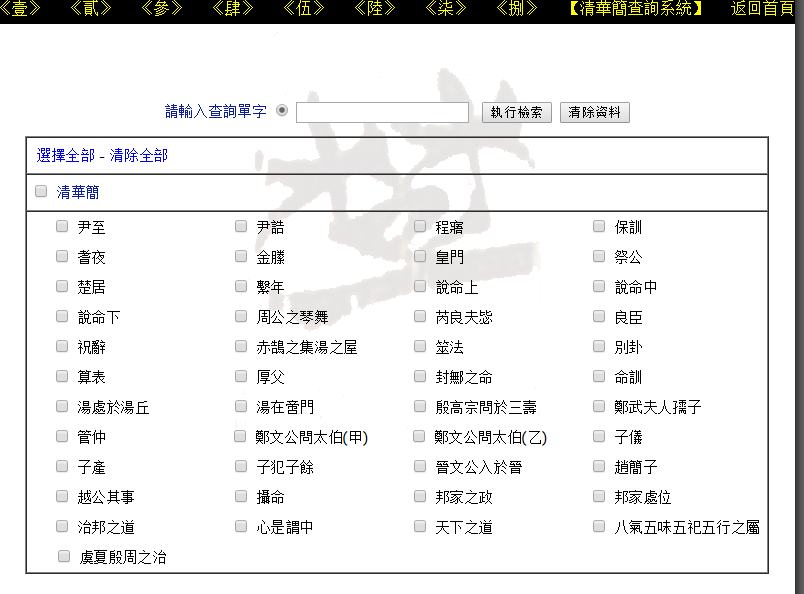 《壹》 《貳》 《參》 《肆》 《伍》 《陸》 《柒》 《捌》 【清華簡查詢系統】 返回首頁
請輸入查詢單字 執行檢索 清除資料
選擇全部 - 清除全部
清華簡
尹至 尹誥 程寤 保訓
耆夜 金縢 皇門 祭公
楚居 繫年 說命上 說命中
說命下 周公之琴舞 芮良夫毖 良臣
祝辭 赤鵠之集湯之屋 筮法 別卦
算表 厚父 封䣄之命 命訓
湯處於湯丘 湯在啻門 殷高宗問於三壽 鄭武夫人孺子
管仲 鄭文公問太伯(甲) 鄭文公問太伯(乙) 子儀
子產 子犯子餘 晉文公入於晉 趙簡子
越公其事 攝命 邦家之政 邦家處位
治邦之道 心是謂中 天下之道 八氣五味五祀五行之屬
虞夏殷周之治